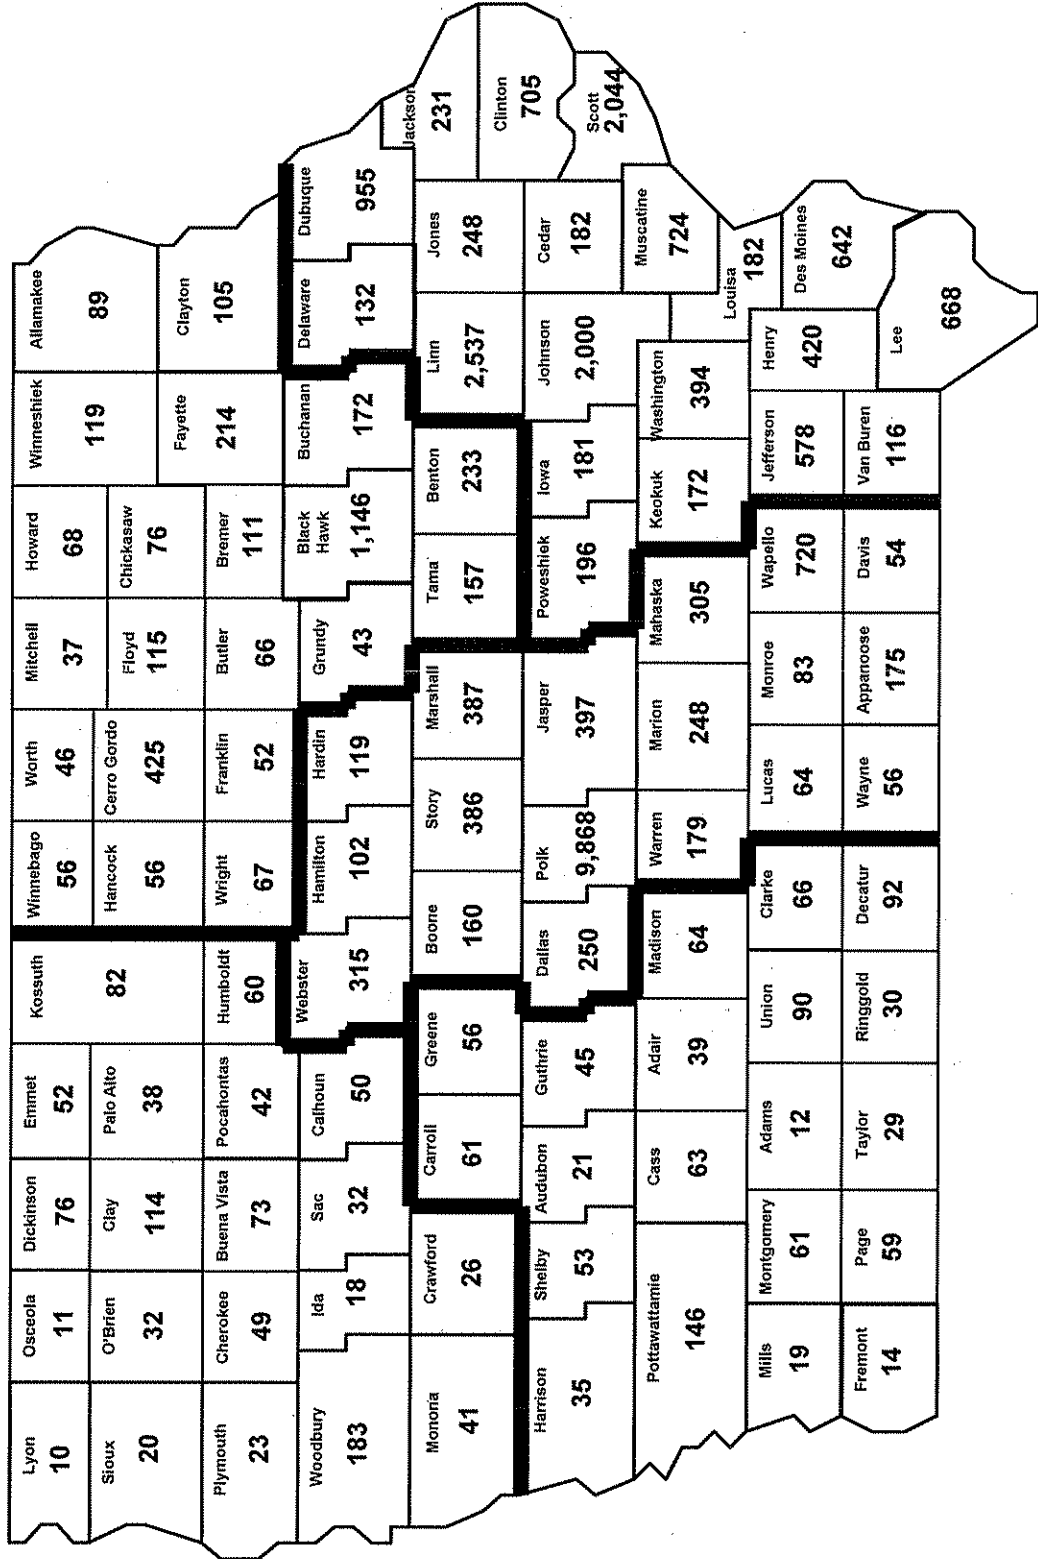 Lyon
10
Osceola
11
Dickinson
76
Emmet
52
Kossuth
82
Winnebago
56
Worth
46
Mitchell
37
Howard
68
Winneshiek
119
Allamakee
89
Sioux
20
O'Brien
32
Clay
114
Palo Alto
38
Hancock
56
Cerro Gordo
425
Floyd
115
Chickasaw
76
Fayette
214
Clayton
105
Plymouth
23
Cherokee
49
Buena Vista
73
Pocahontas
42
Humboldt
60
Wright
67
Franklin
52
Butler
66
Bremer
111
Woodbury
183
Ida
18
Sac
32
Calhoun
50
Webster
315
Hamilton
102
Hardin
119
Grundy
43
Black
Hawk
1,146
Buchanan
172
Delaware
132
Dubuque
955
Monona
41
Crawford
26
Carroll
61
Greene
56
Boone
160
Story
386
Marshall
387
Tama
157
Benton
233
Linn
2,537
Jones
248
Jackson
231
Clinton
705
Harrison
35
Shelby
53
Audubon
21
Guthrie
45
Dallas
250
Polk
9,868
Jasper
397
Poweshiek
196
Iowa
181
Johnson
2,000
Cedar
182
Scott
2,044
Muscatine
724
Pottawattamie
146
Cass
63
Adair
39
Madison
64
Warren
179
Marion
248
Mahaska
305
Keokuk
172
Washington
394
Louisa
182
Mills
19
Montgomery
61
Adams
12
Union
90
Clarke
66
Lucas
64
Monroe
83
Wapello
720
Jefferson
578
Henry
420
Des Moines
642
Fremont
14
Page
59
Taylor
29
Ringgold
30
Decatur
92
Wayne
56
Appanoose
175
Davis
54
Van Buren
116
Lee
668